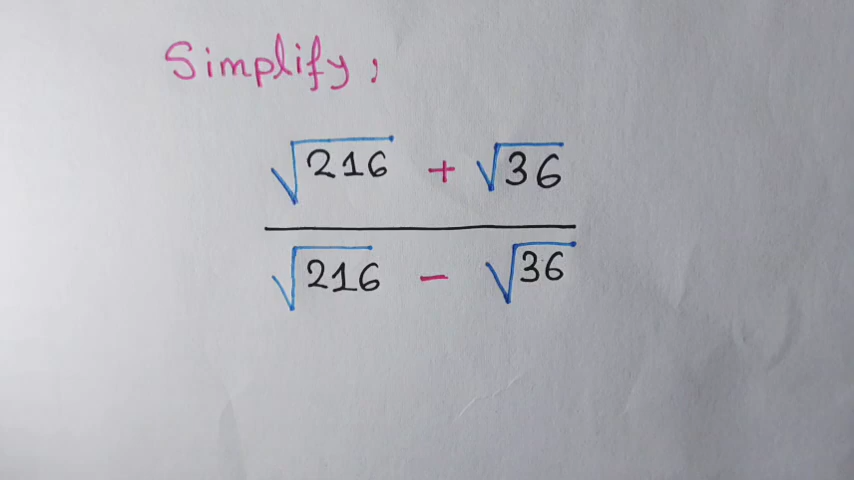 Simplify,
√216 + √36
√216 - √36